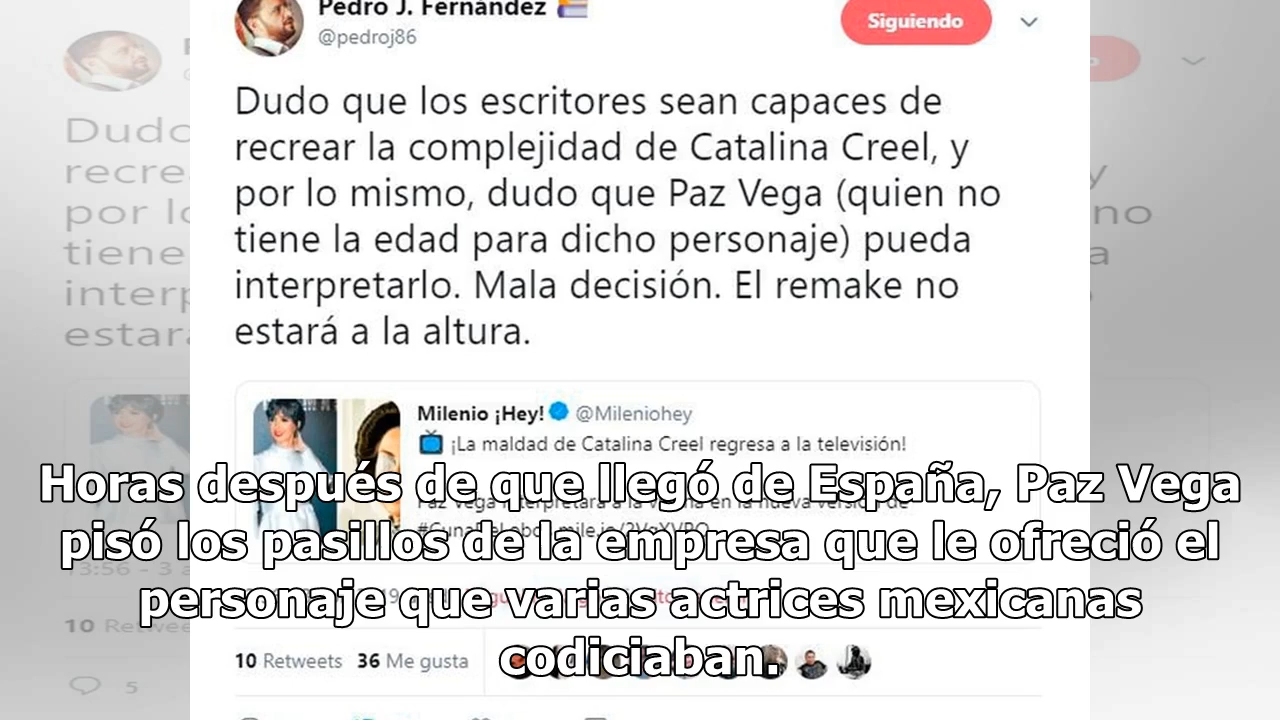 Pedro J. Fernández
@pedroj86
Siguiendo
Dudo que los escritores sean capaces de
recrear la complejidad de Catalina Creel, y
por lo mismo, dudo que Paz Vega (quien no
tiene la edad para dicho personaje) pueda
interpretarlo. Mala decisión. El remake no
estará a la altura.
Milenio ¡Hey! @Mileniohey
¡La maldad de Catalina Creel regresa a la televisión!
Horas después de que llegó de España, Paz Vega
pisó los pasillos de la empresa que le ofreció el
personaje que varias actrices mexicanas
codiciaban.
10 Retweets 36 Me gusta